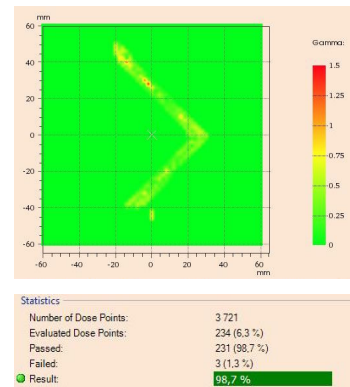 mm
Gamma:
60
1.5
40
1.25
20
1
0
0.75
-20
0.5
-40
0.25
-60
0
-60 -40 -20 0 20 40 60
mm
Statistics
Number of Dose Points: 3 721
Evaluated Dose Points: 234 (6,3 %)
Passed: 231 (98,7 %)
Failed: 3 (1,3 %)
Result: 98,7 %